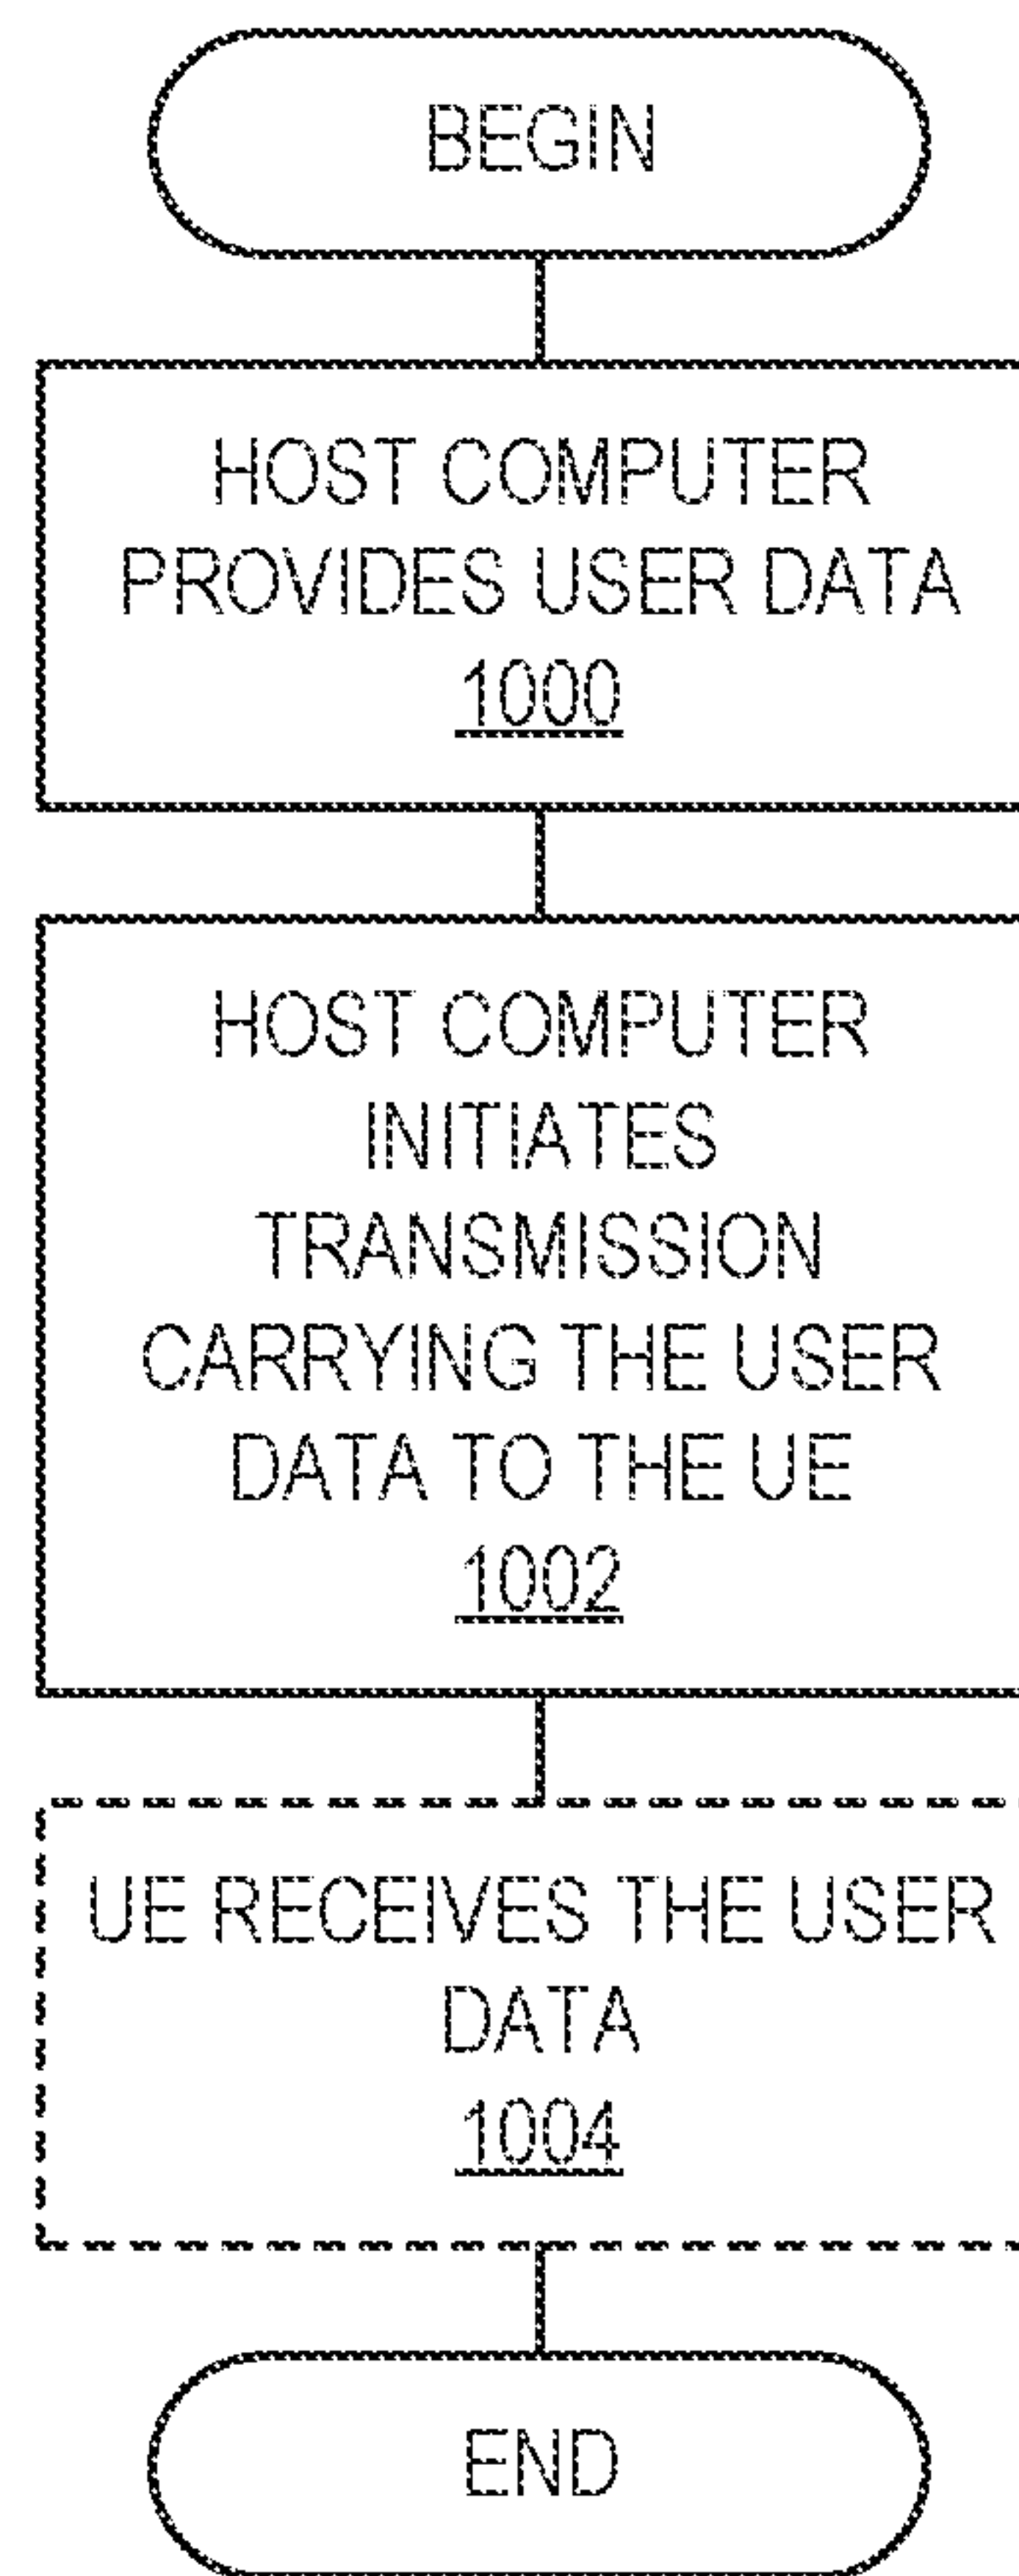 BEGIN
HOST COMPUTER
PROVIDES USER DATA
1000
HOST COMPUTER
INITIATES
TRANSMISSION
CARRYING THE USER
DATA TO THE UE
1002
UE RECEIVES THE USER
DATA
1004
END